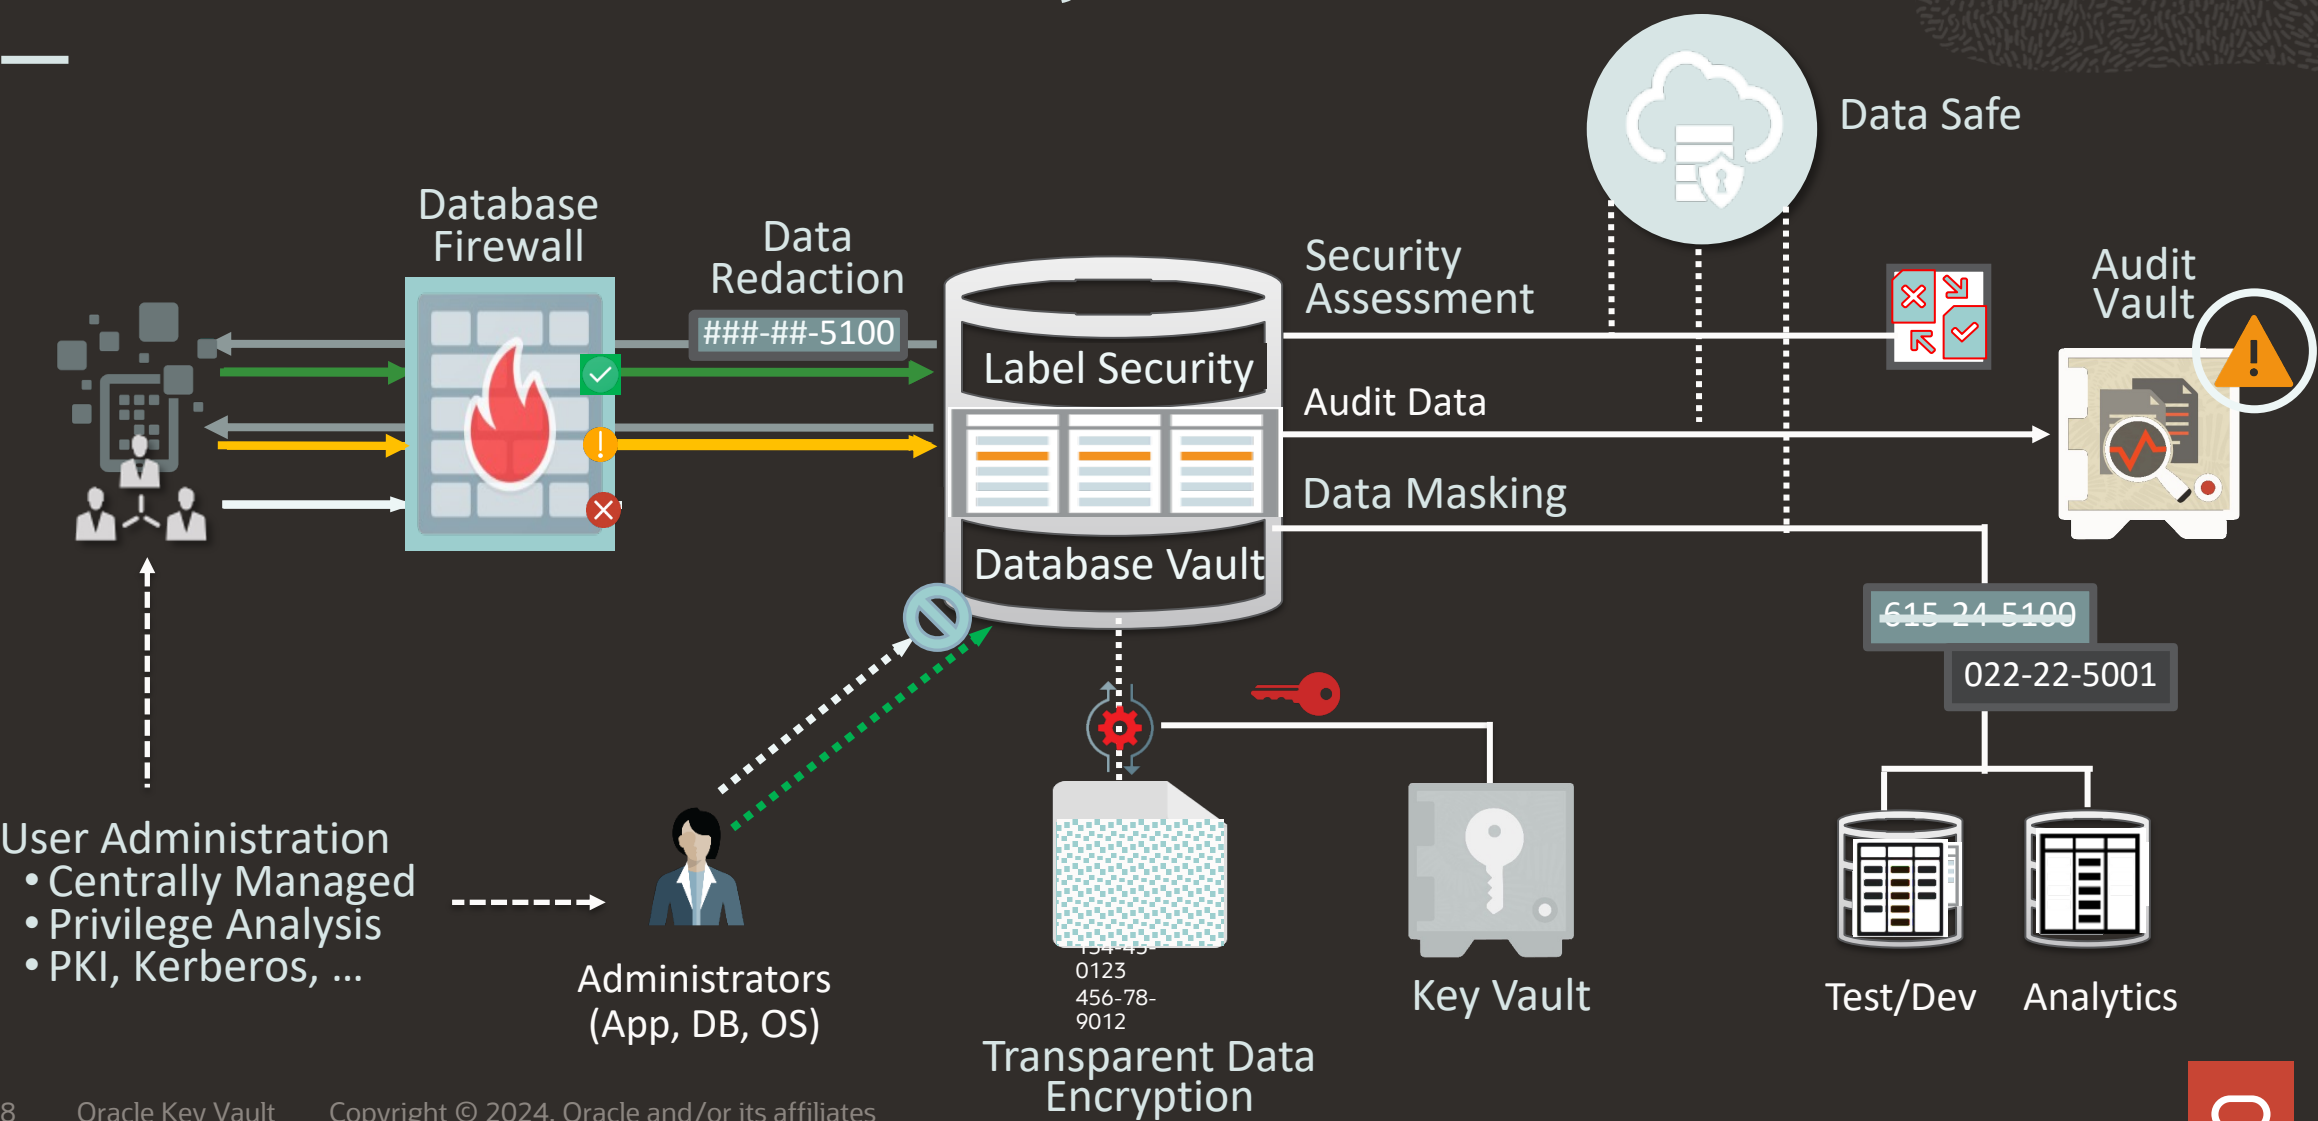 Data Safe
Database
Firewall
Data
Redaction
###-##-5100
Security
Assessment
Audit
Vault
Label Security
Audit Data
Data Masking
Database Vault
615-24-5100
022-22-5001
User Administration
• Centrally Managed
• Privilege Analysis
• PKI, Kerberos, ...
Administrators
(App, DB, OS)
0123
456-78-
9012
Transparent Data
Encryption
Key Vault
Test/Dev
Analytics
8 Oracle Key Vault Copyright © 2024, Oracle and/or its affiliates